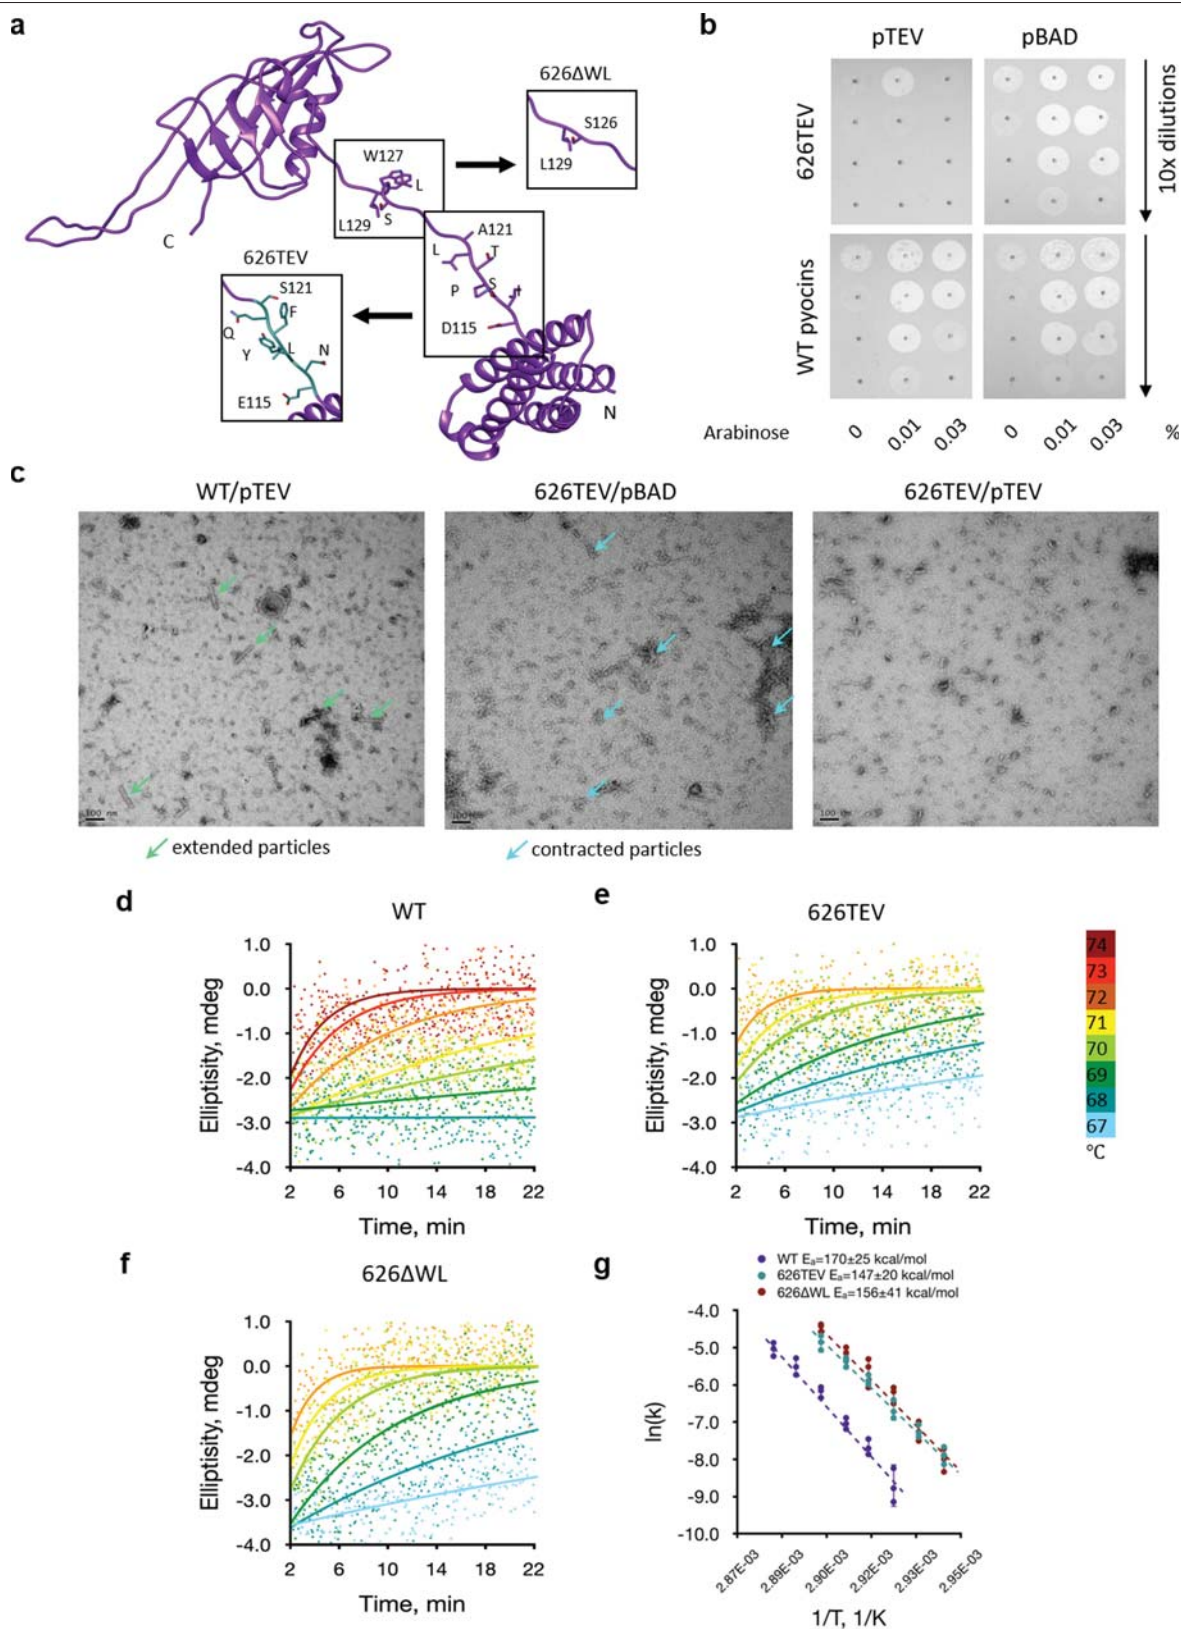 a
626ΔWL
S126
L129
W127
L
L129
S
C
A121
L
T
P
S
D115
N
626TEV
S121
F
Q
Y
L
N
E115
b
pTEV
pBAD
626TEV
WT pyocins
10x dilutions
Arabinose
0
0.01
0.03
0
0.01
0.03
%
c
WT/pTEV
626TEV/pBAD
626TEV/pTEV
100 nm
100
100 nm
extended particles
contracted particles
d
WT
1.0
0.0
-1.0
-2.0
-3.0
-4.0
Elliptisity, mdeg
2 6 10 14 18 22
Time, min
e
626TEV
1.0
0.0
-1.0
-2.0
-3.0
-4.0
Elliptisity, mdeg
2 6 10 14 18 22
Time, min
74
73
72
71
70
69
68
67
°C
f
626ΔWL
1.0
0.0
-1.0
-2.0
-3.0
-4.0
Elliptisity, mdeg
2 6 10 14 18 22
Time, min
g
WT Eₐ=170±25 kcal/mol
626TEV Eₐ=147±20 kcal/mol
626ΔWL Eₐ=156±41 kcal/mol
-4.0
-5.0
-6.0
-7.0
-8.0
-9.0
-10.0
ln(k)
2.87E-03
2.89E-03
2.90E-03
2.92E-03
2.93E-03
2.95E-03
1/T, 1/K